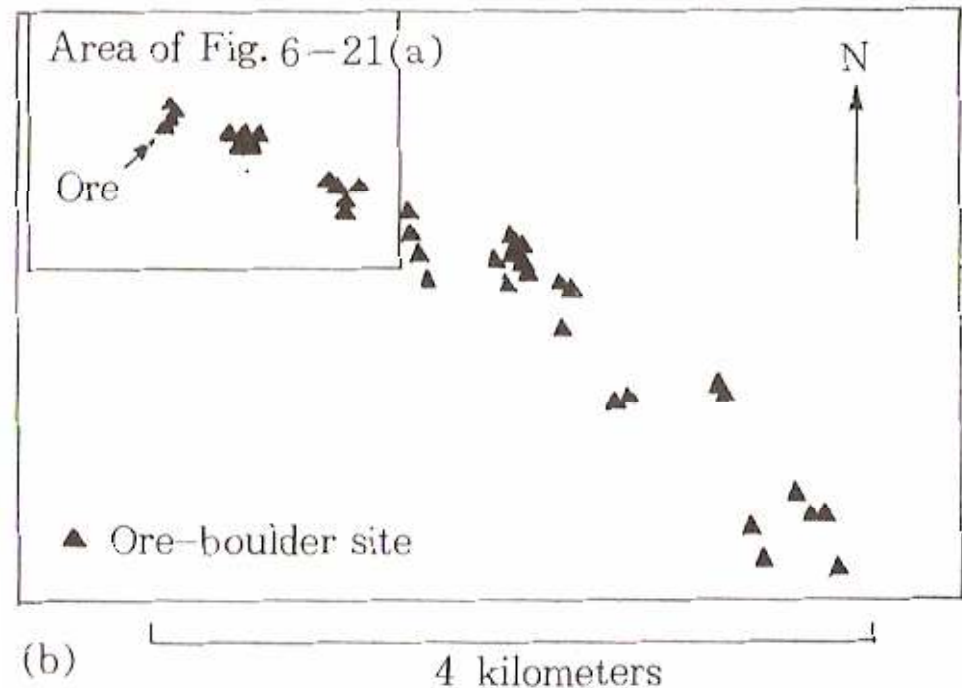 Area of Fig. 6-21(a)
N
Ore
▲ Ore-boulder site
(b)
4 kilometers